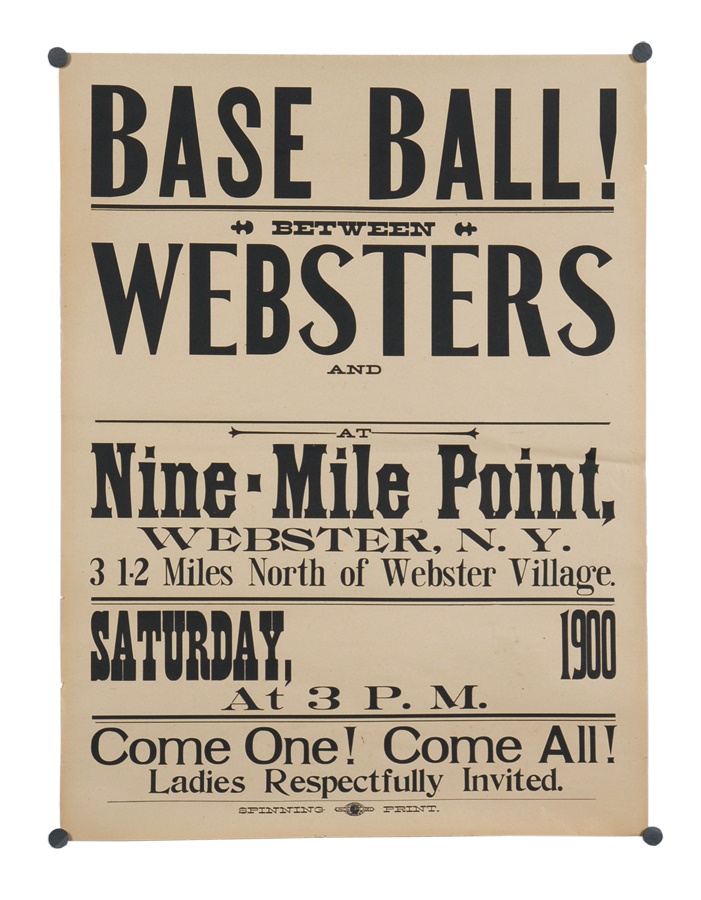 BASE BALL!
BETWEEN
WEBSTERS
AND
AT
Nine-Mile Point,
WEBSTER, N. Y.
3 1-2 Miles North of Webster Village.
SATURDAY, 1900
At 3 P. M.
Come One! Come All!
Ladies Respectfully Invited.
SPINNING PRINT.